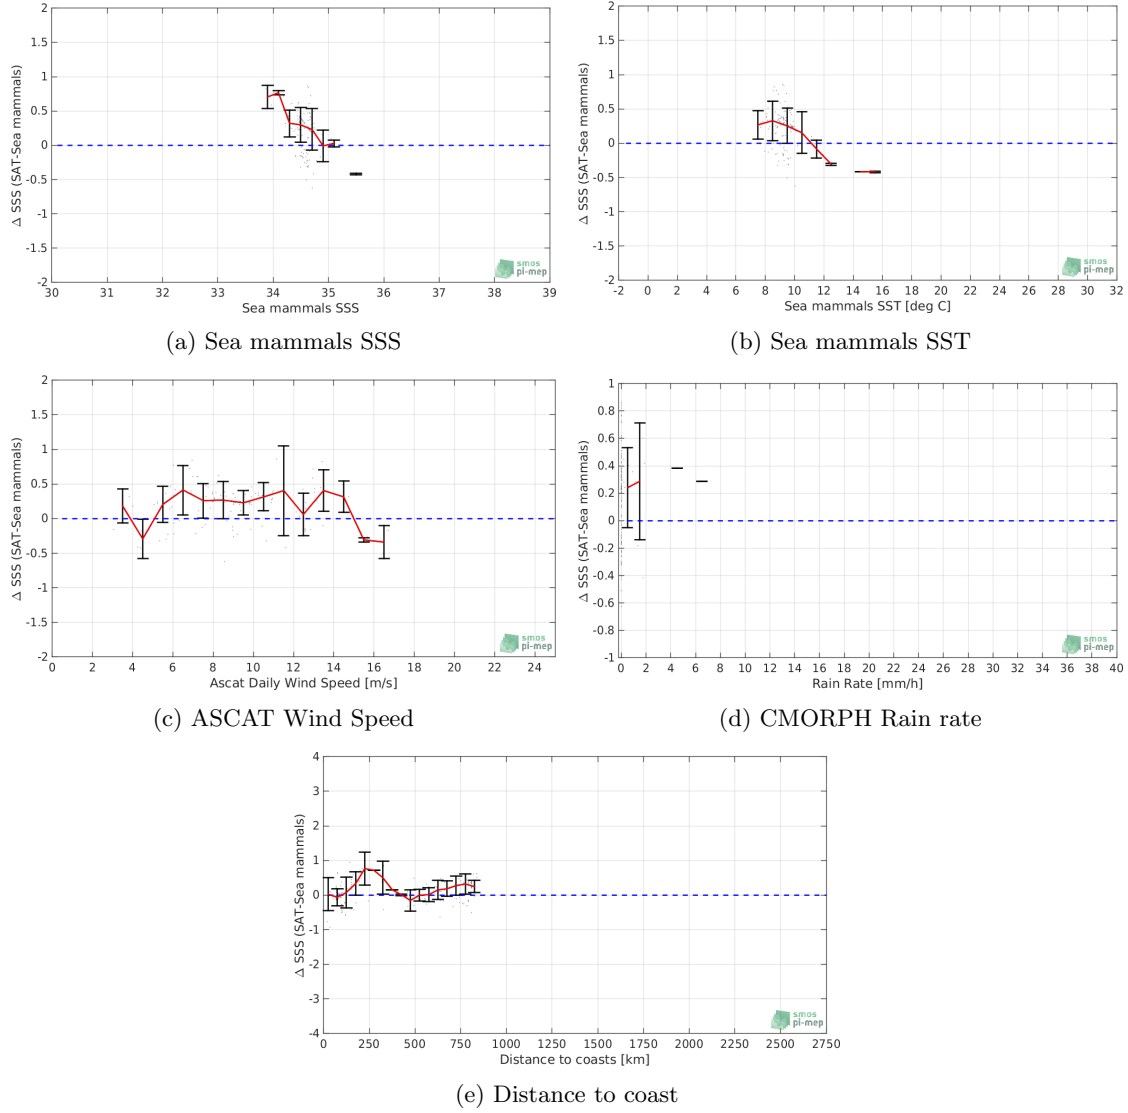 2
1.5
1
0.5
0
-0.5
-1
-1.5
-2
Δ SSS (SAT-Sea mammals)
30 31 32 33 34 35 36 37 38 39
Sea mammals SSS
smos
pi-mep
(a) Sea mammals SSS
2
1.5
1
0.5
0
-0.5
-1
-1.5
-2
Δ SSS (SAT-Sea mammals)
-2 0 2 4 6 8 10 12 14 16 18 20 22 24 26 28 30 32
Sea mammals SST [deg C]
smos
pi-mep
(b) Sea mammals SST
2
1.5
1
0.5
0
-0.5
-1
-1.5
-2
Δ SSS (SAT-Sea mammals)
0 2 4 6 8 10 12 14 16 18 20 22 24
Ascat Daily Wind Speed [m/s]
smos
pi-mep
(c) ASCAT Wind Speed
1
0.8
0.6
0.4
0.2
0
-0.2
-0.4
-0.6
-0.8
-1
Δ SSS (SAT-Sea mammals)
0 2 4 6 8 10 12 14 16 18 20 22 24 26 28 30 32 34 36 38 40
Rain Rate [mm/h]
smos
pi-mep
(d) CMORPH Rain rate
4
3
2
1
0
-1
-2
-3
-4
Δ SSS (SAT-Sea mammals)
0 250 500 750 1000 1250 1500 1750 2000 2250 2500 2750
Distance to coasts [km]
smos
pi-mep
(e) Distance to coast